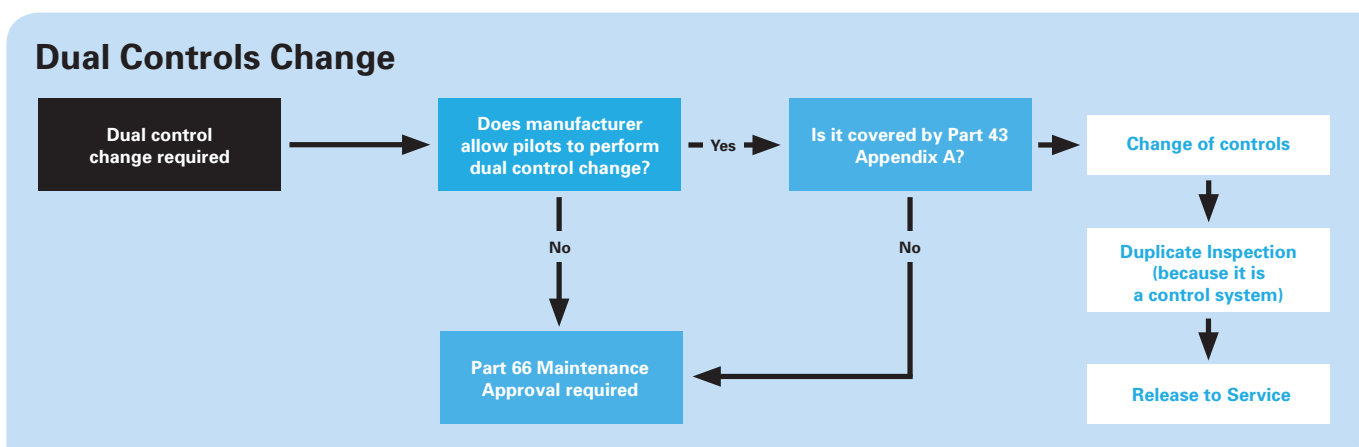 Dual Controls Change
Dual control
change required
Does manufacturer
allow pilots to perform
dual control change?
Yes
Is it covered by Part 43
Appendix A?
Change of controls
No
No
Duplicate Inspection
(because it is
a control system)
Part 66 Maintenance
Approval required
Release to Service